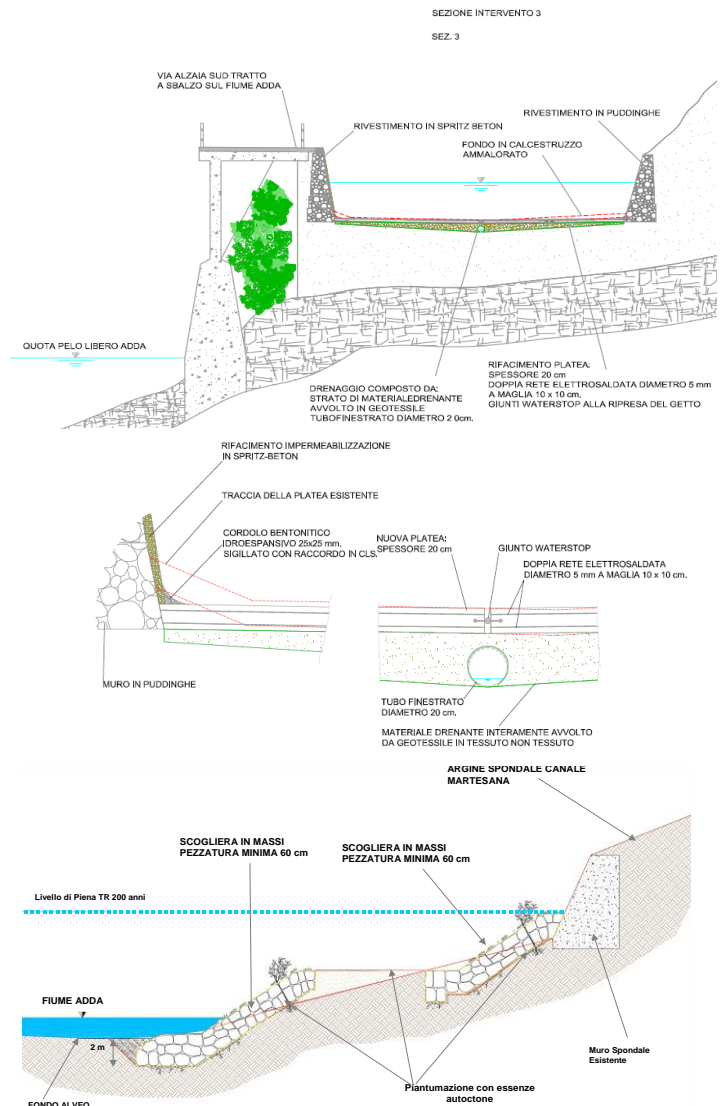 SEZIONE INTERVENTO 3
SEZ. 3
VIA ALZAIA SUD TRATTO
A SBALZO SUL FIUME ADDA
RIVESTIMENTO IN PUDDINGHE
RIVESTIMENTO IN SPRITZ BETON
FONDO IN CALCESTRUZZO
AMMALORATO
QUOTA PELO LIBERO ADDA
DRENAGGIO COMPOSTO DA:
STRATO DI MATERIALEDRENANTE
AVVOLTO IN GEOTESSILE
TUBOFINESTRATO DIAMETRO 2 0cm.
RIFACIMENTO PLATEA:
SPESSORE 20 cm
DOPPIA RETE ELETTROSALDATA DIAMETRO 5 mm
A MAGLIA 10 x 10 cm.
GIUNTI WATERSTOP ALLA RIPRESA DEL GETTO
RIFACIMENTO IMPERMEABILIZZAZIONE
IN SPRITZ-BETON
TRACCIA DELLA PLATEA ESISTENTE
CORDOLO BENTONITICO
IDROESPANSIVO 25x25 mm.
SIGILLATO CON RACCORDO IN CLS.
MURO IN PUDDINGHE
NUOVA PLATEA:
SPESSORE 20 cm
GIUNTO WATERSTOP
DOPPIA RETE ELETTROSALDATA
DIAMETRO 5 mm A MAGLIA 10 x 10 cm.
TUBO FINESTRATO
DIAMETRO 20 cm.
MATERIALE DRENANTE INTERAMENTE AVVOLTO
DA GEOTESSILE IN TESSUTO NON TESSUTO
ARGINE SPONDALE CANALE
MARTESANA
SCOGLIERA IN MASSI
PEZZATURA MINIMA 60 cm
SCOGLIERA IN MASSI
PEZZATURA MINIMA 60 cm
Livello di Piena TR 200 anni
FIUME ADDA
2 m
Muro Spondale
Esistente
Piantumazione con essenze
autoctone
FONDO ALVEO